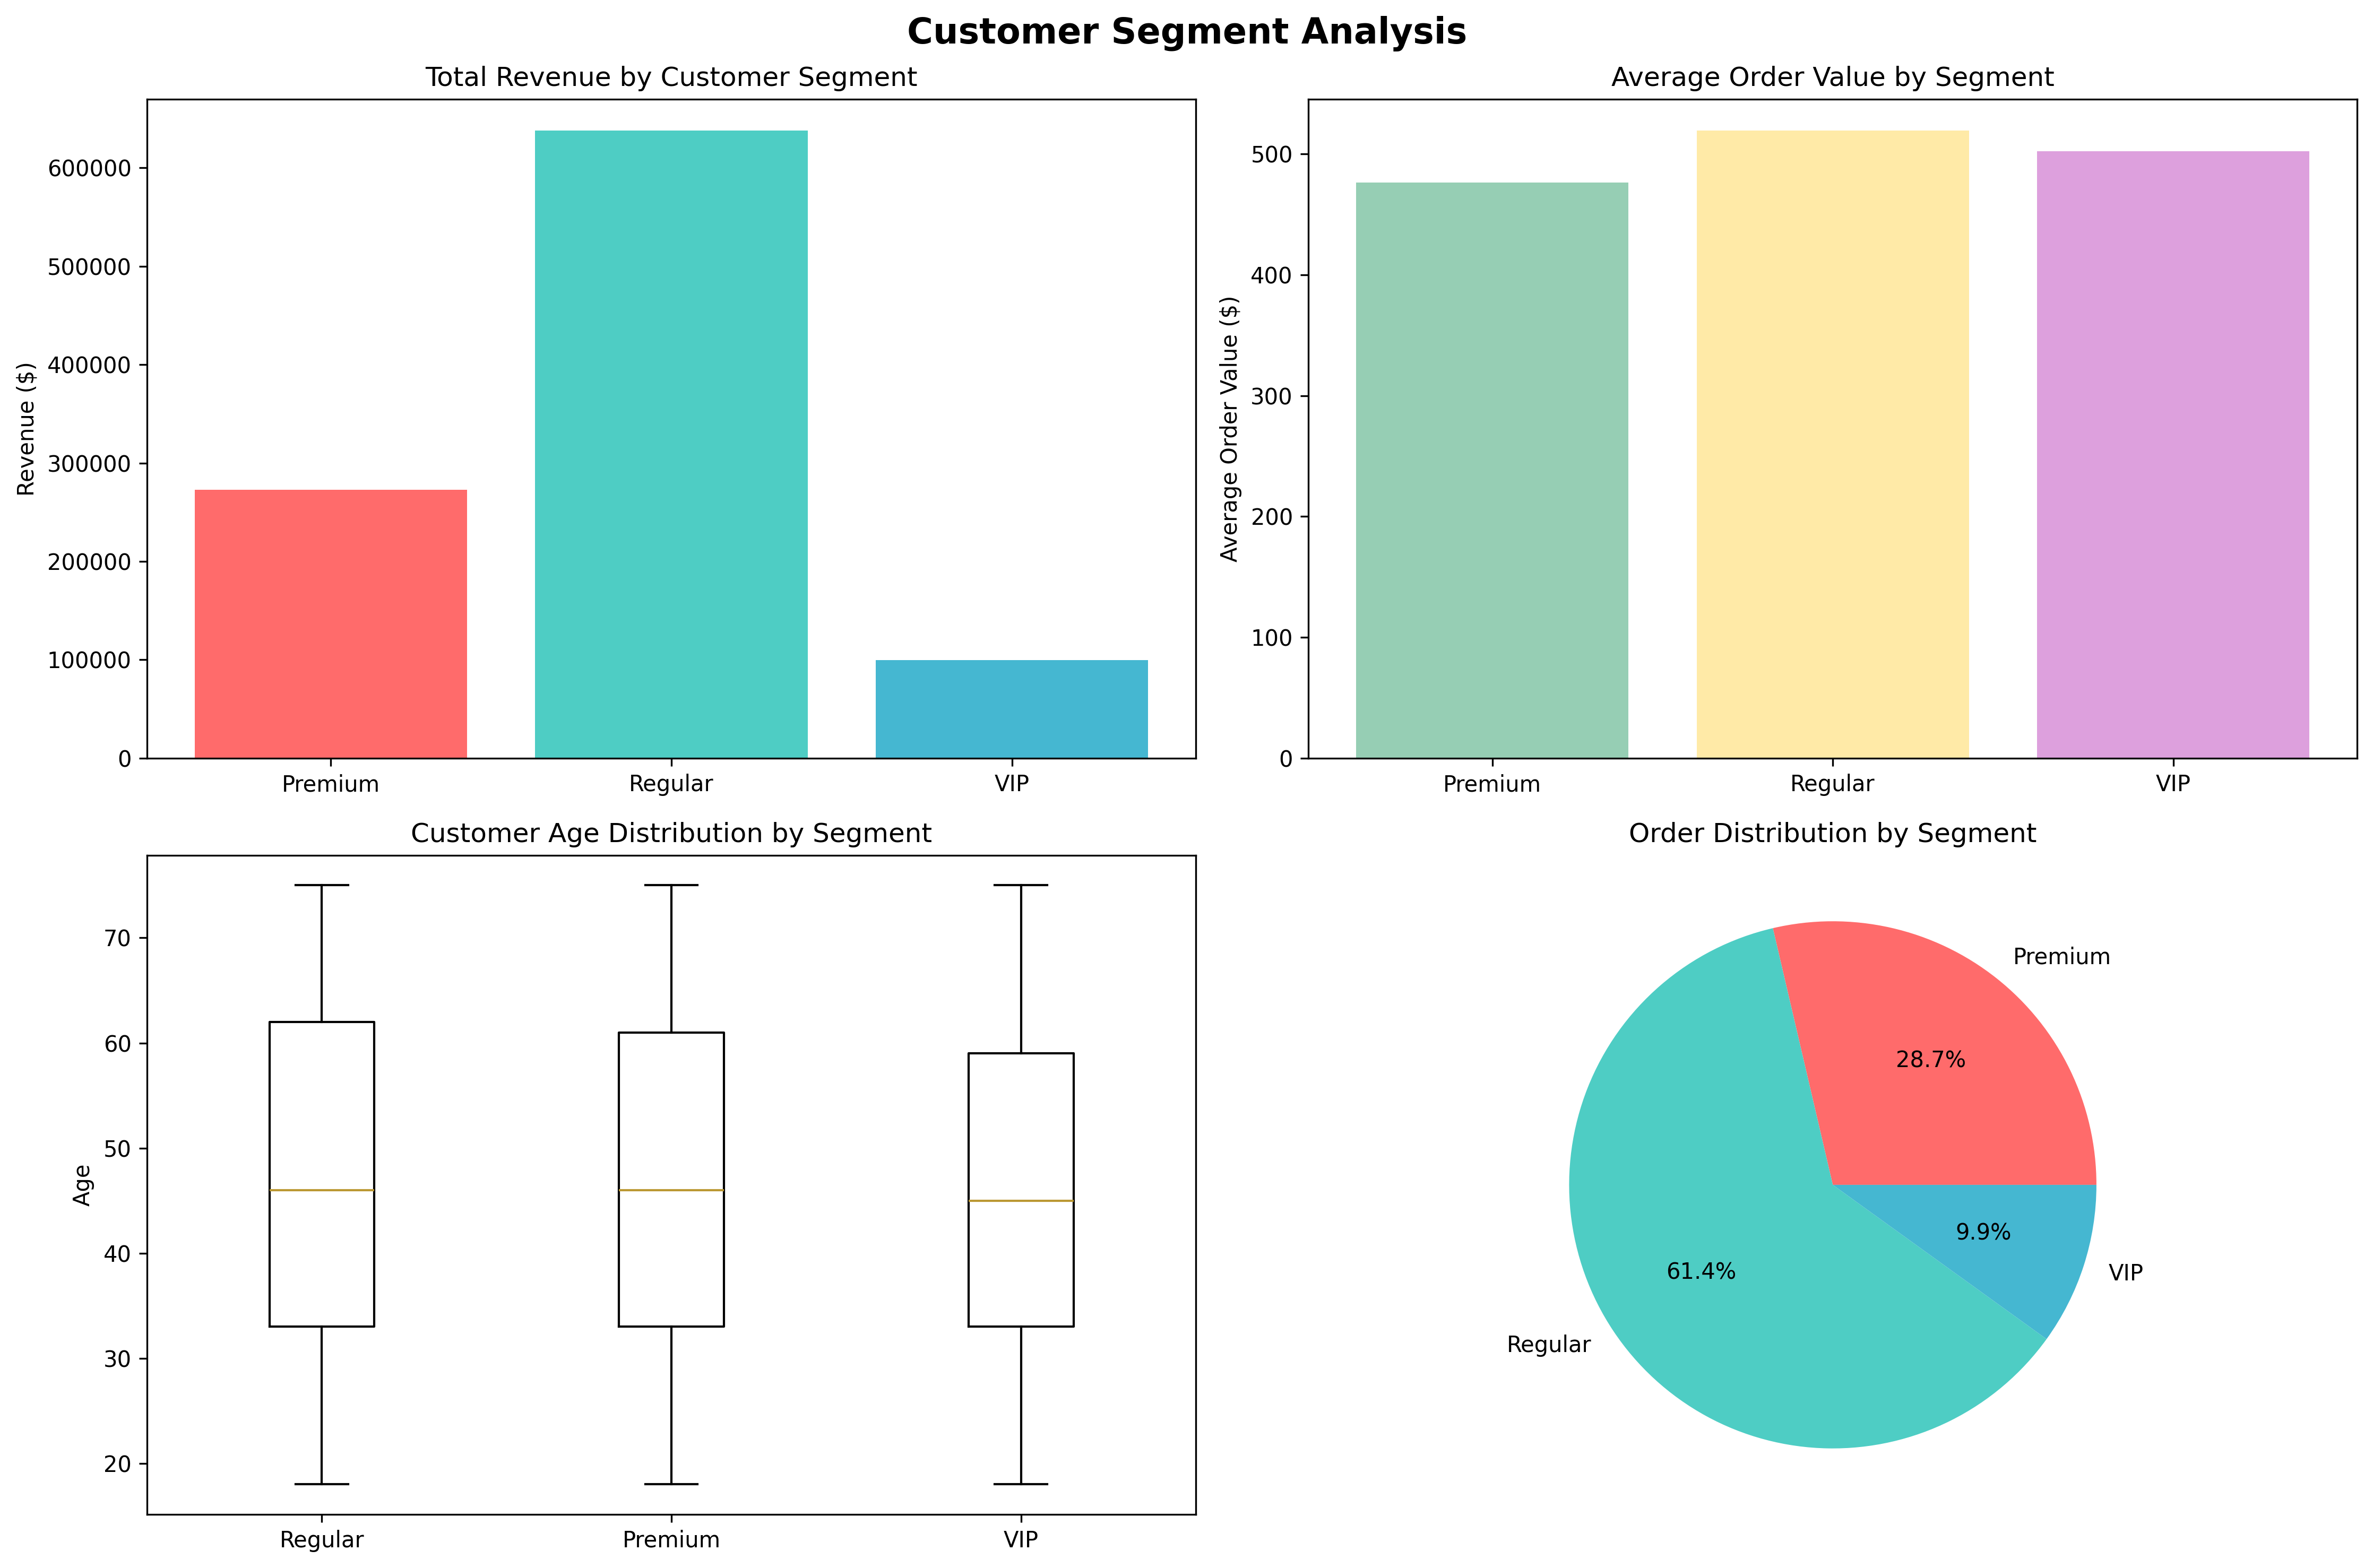 Customer Segment Analysis
Total Revenue by Customer Segment
Revenue ($)
600000
500000
400000
300000
200000
100000
0
Premium Regular VIP
Average Order Value by Segment
Average Order Value ($)
500
400
300
200
100
0
Premium Regular VIP
Customer Age Distribution by Segment
Age
70
60
50
40
30
20
Regular Premium VIP
Order Distribution by Segment
Premium
28.7%
9.9%
VIP
61.4%
Regular